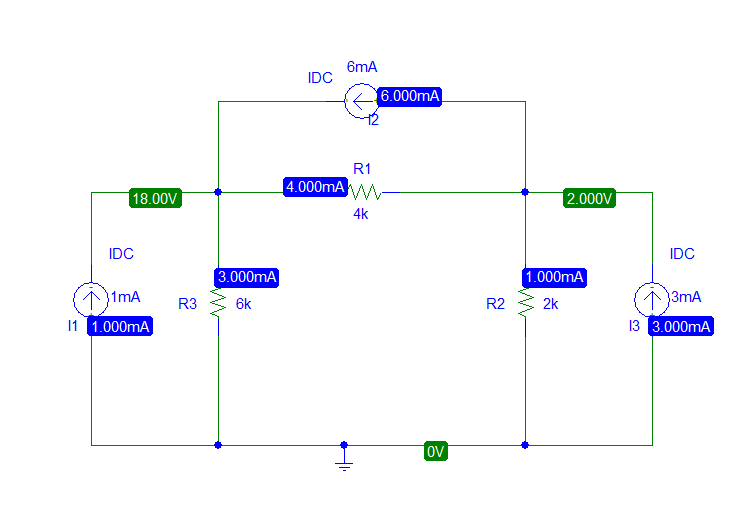 6mA
IDC
6.000mA
I2
R1
4.000mA
4k
18.00V
2.000V
IDC
IDC
3.000mA
1.000mA
1mA
R3
6k
R2
2k
3mA
I1
1.000mA
I3
3.000mA
0V